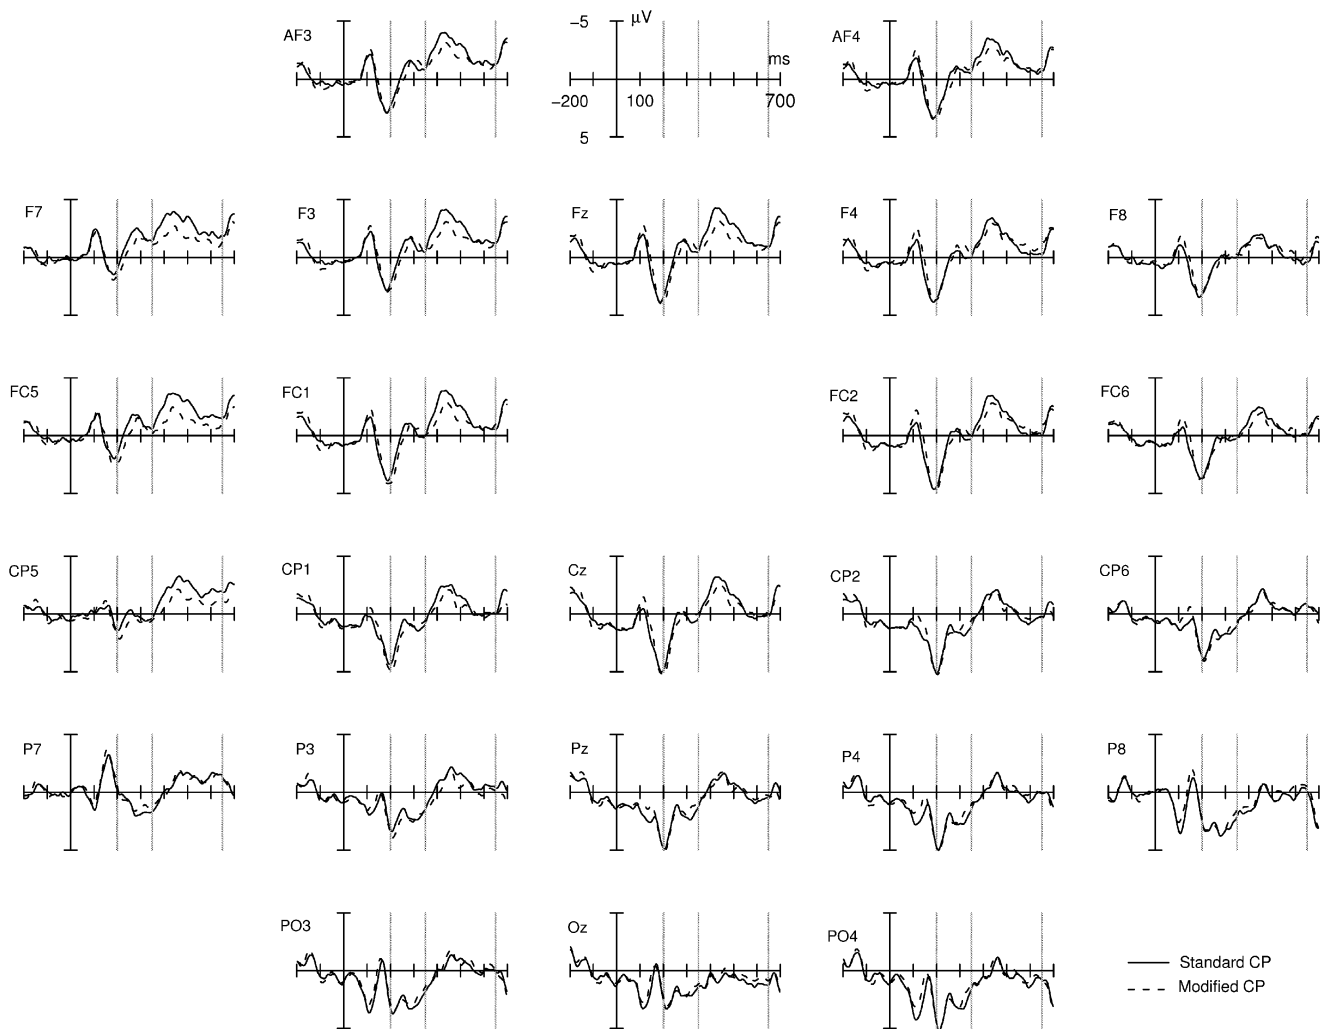 AF3
−5 µV
ms
−200 100 700
5
AF4
F7
F3
Fz
F4
F8
FC5
FC1
FC2
FC6
CP5
CP1
Cz
CP2
CP6
P7
P3
Pz
P4
P8
PO3
Oz
PO4
Standard CP
Modified CP